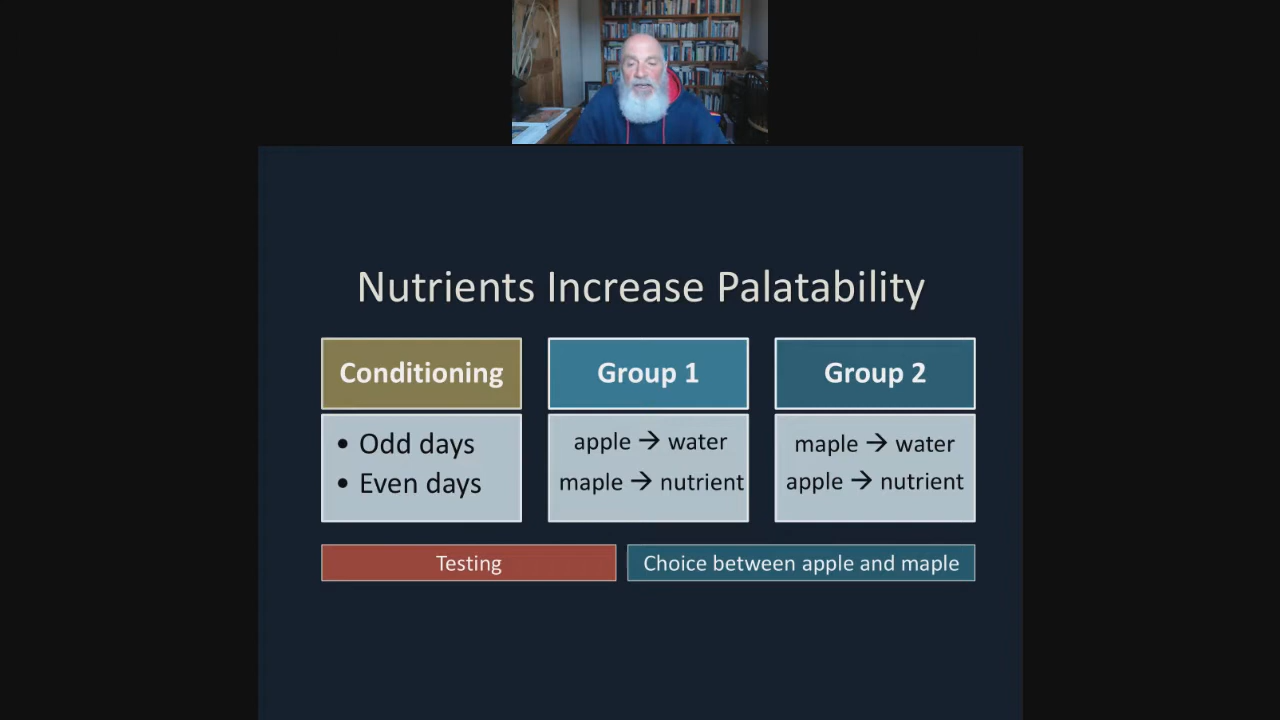 Nutrients Increase Palatability
Conditioning
Group 1
Group 2
• Odd days
• Even days
apple → water
maple → nutrient
maple → water
apple → nutrient
Testing
Choice between apple and maple